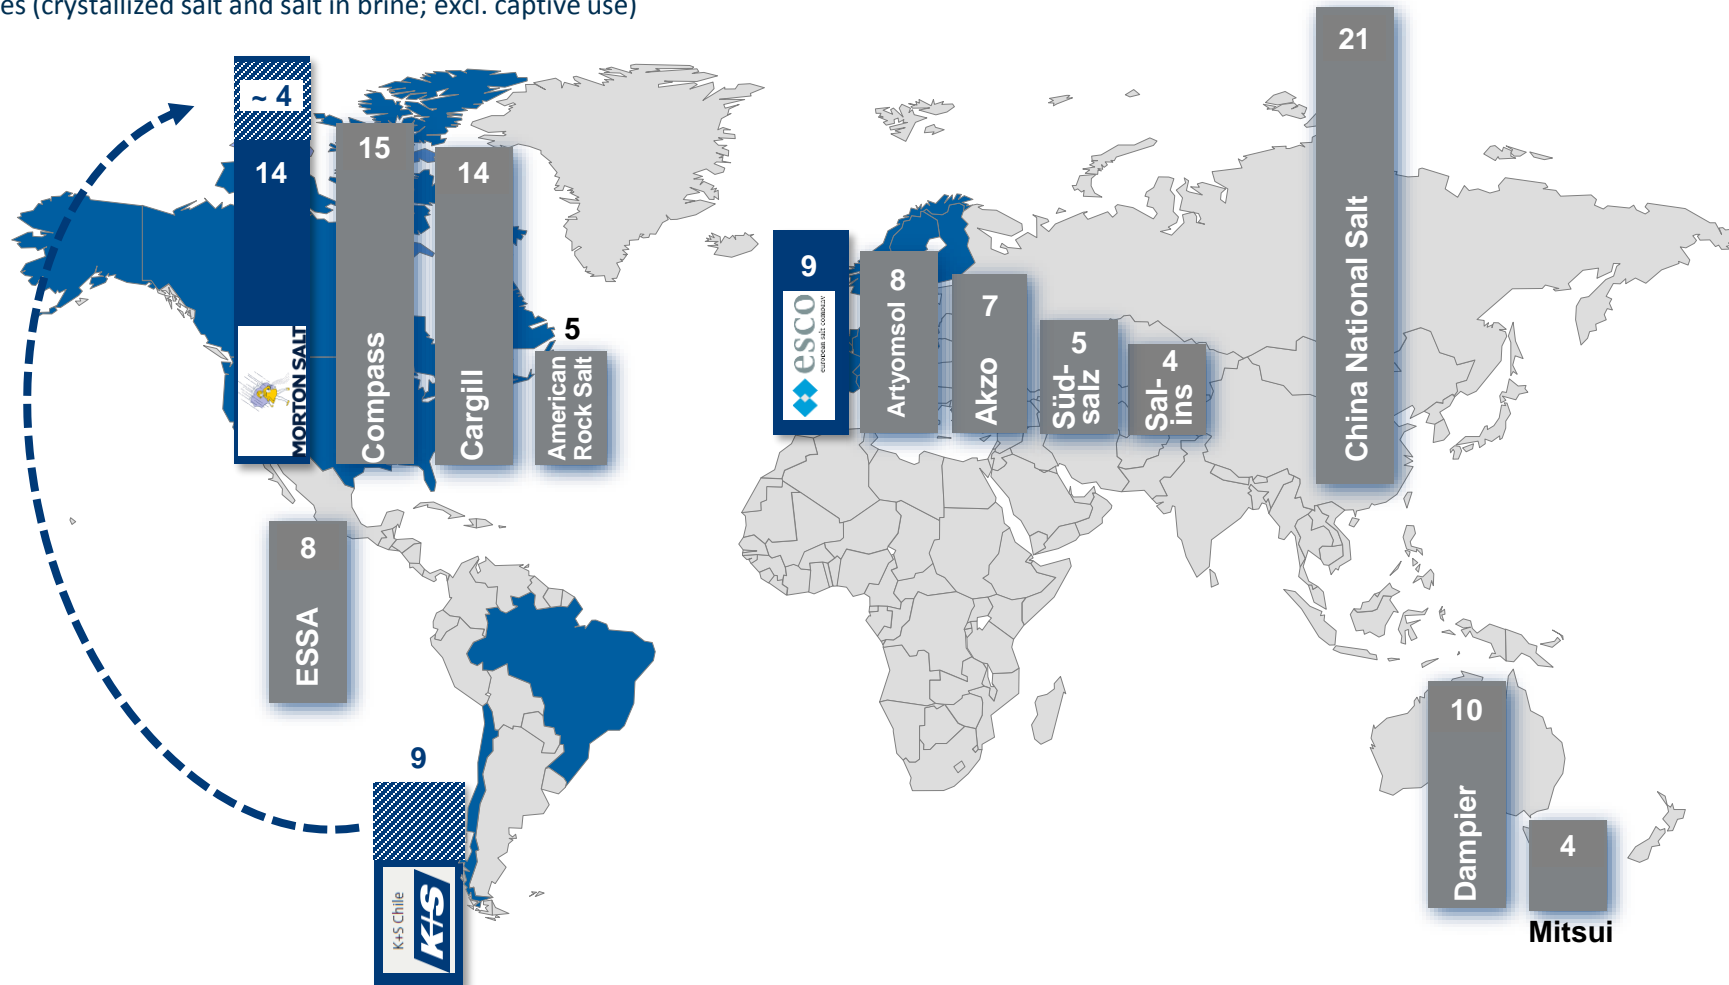 es (crystallized salt and salt in brine; excl. captive use)
21
China National Salt
~ 4
14
MORTON SALT
15
Compass
14
Cargill
5
American
Rock Salt
9
esco
european salt company
8
Artyomsol
7
Akzo
5
Süd-
salz
4
Sal-
ins
8
ESSA
9
K+S Chile
K+S
10
Dampier
4
Mitsui